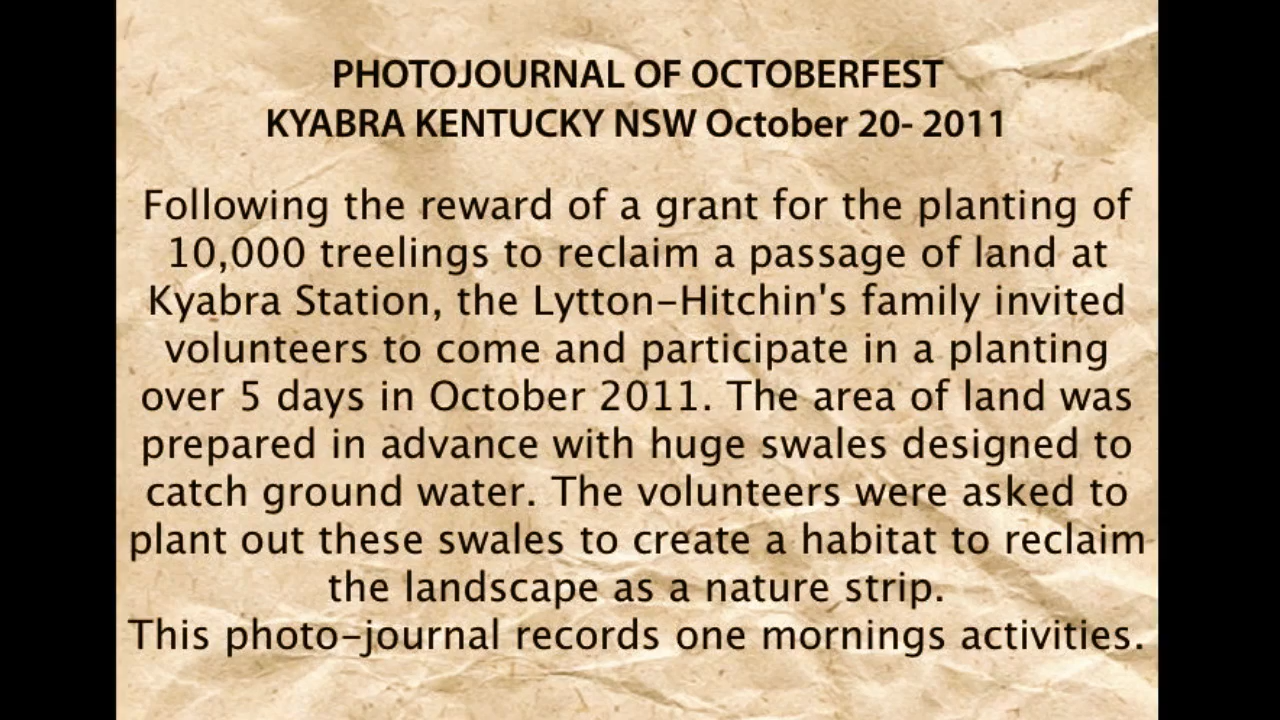 PHOTOJOURNAL OF OCTOBERFEST
KYABRA KENTUCKY NSW October 20- 2011
Following the reward of a grant for the planting of
10,000 treelings to reclaim a passage of land at
Kyabra Station, the Lytton-Hitchin's family invited
volunteers to come and participate in a planting
over 5 days in October 2011. The area of land was
prepared in advance with huge swales designed to
catch ground water. The volunteers were asked to
plant out these swales to create a habitat to reclaim
the landscape as a nature strip.
This photo-journal records one mornings activities.